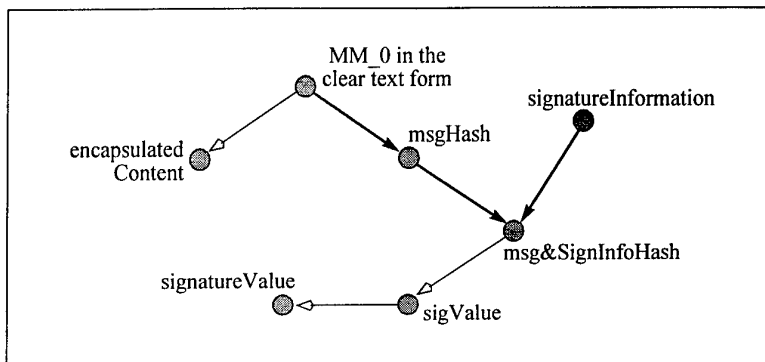 MM_0 in the
clear text form
signatureInformation
encapsulated
Content
msgHash
msg&SignInfoHash
signatureValue
sigValue